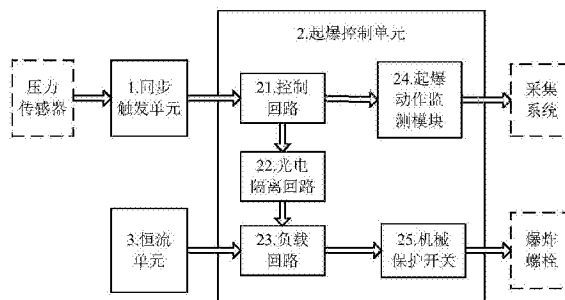 2.起爆控制单元
压力
传感器
1.同步
触发单元
21.控制
回路
24.起爆
动作监
测模块
采集
系统
22.光电
隔离回路
3.恒流
单元
23.负载
回路
25.机械
保护开关
爆炸
螺栓